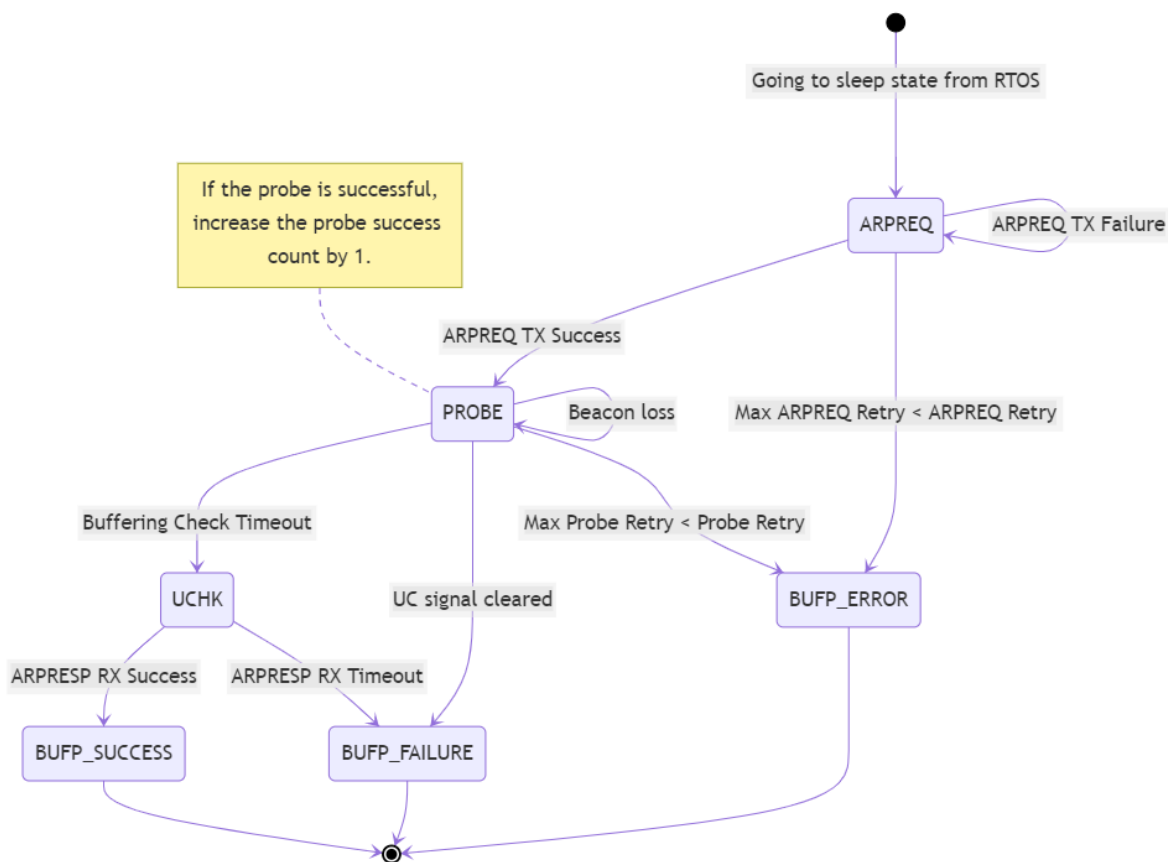 Going to sleep state from RTOS
If the probe is successful,
increase the probe success
count by 1.
ARPREQ
ARPREQ TX Failure
ARPREQ TX Success
PROBE
Beacon loss
Max ARPREQ Retry < ARPREQ Retry
Buffering Check Timeout
Max Probe Retry < Probe Retry
UCHK
UC signal cleared
BUFP_ERROR
ARPRESP RX Success
ARPRESP RX Timeout
BUFP_SUCCESS
BUFP_FAILURE